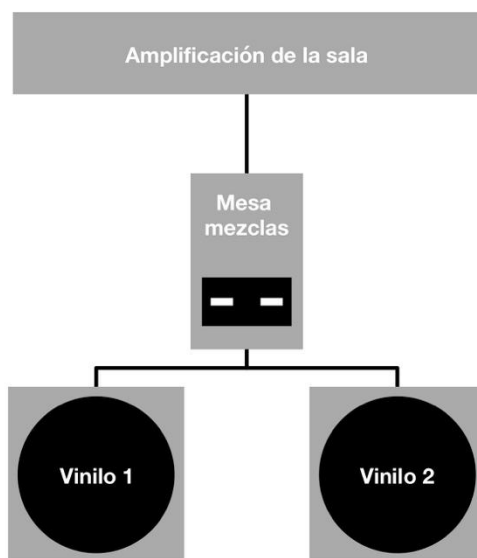 Amplificación de la sala
Mesa
mezclas
Vinilo 1
Vinilo 2